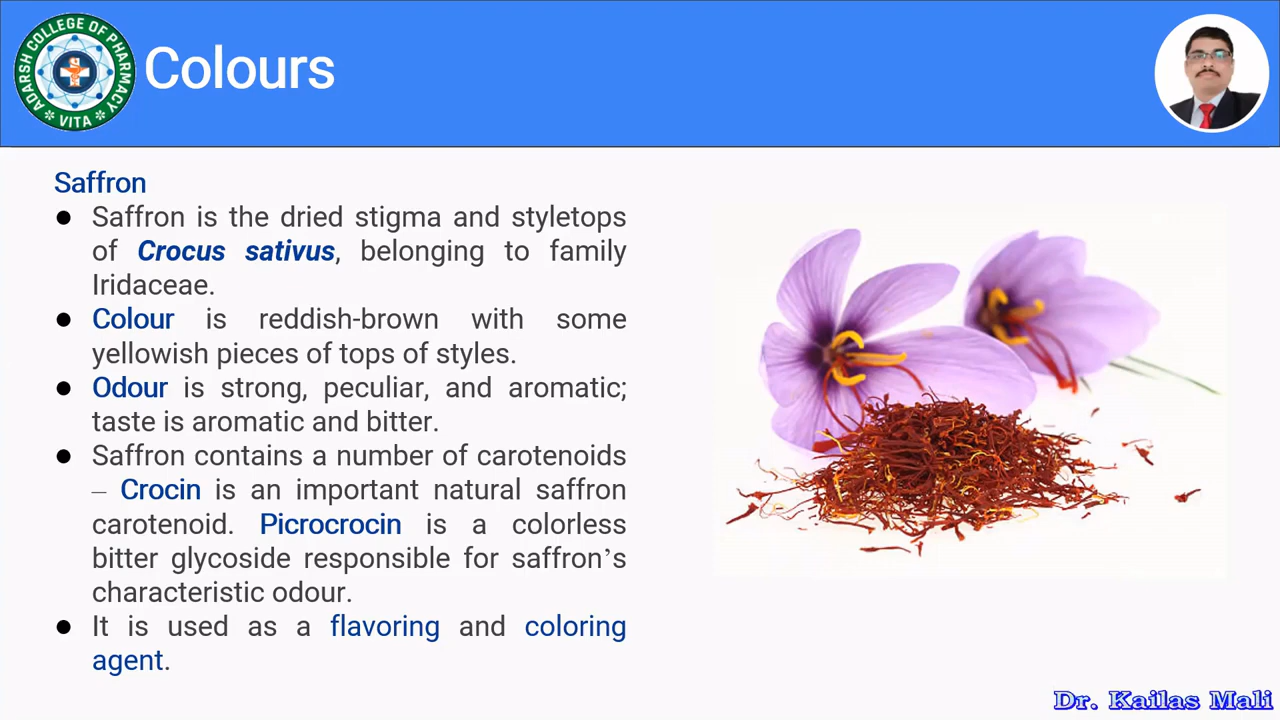 ADARSH COLLEGE OF PHARMACY
VITA
Colours
Saffron
● Saffron is the dried stigma and styletops
of Crocus sativus, belonging to family
Iridaceae.
● Colour is reddish-brown with some
yellowish pieces of tops of styles.
● Odour is strong, peculiar, and aromatic;
taste is aromatic and bitter.
● Saffron contains a number of carotenoids
– Crocin is an important natural saffron
carotenoid. Picrocrocin is a colorless
bitter glycoside responsible for saffron’s
characteristic odour.
● It is used as a flavoring and coloring
agent.
Dr. Kailas Mali